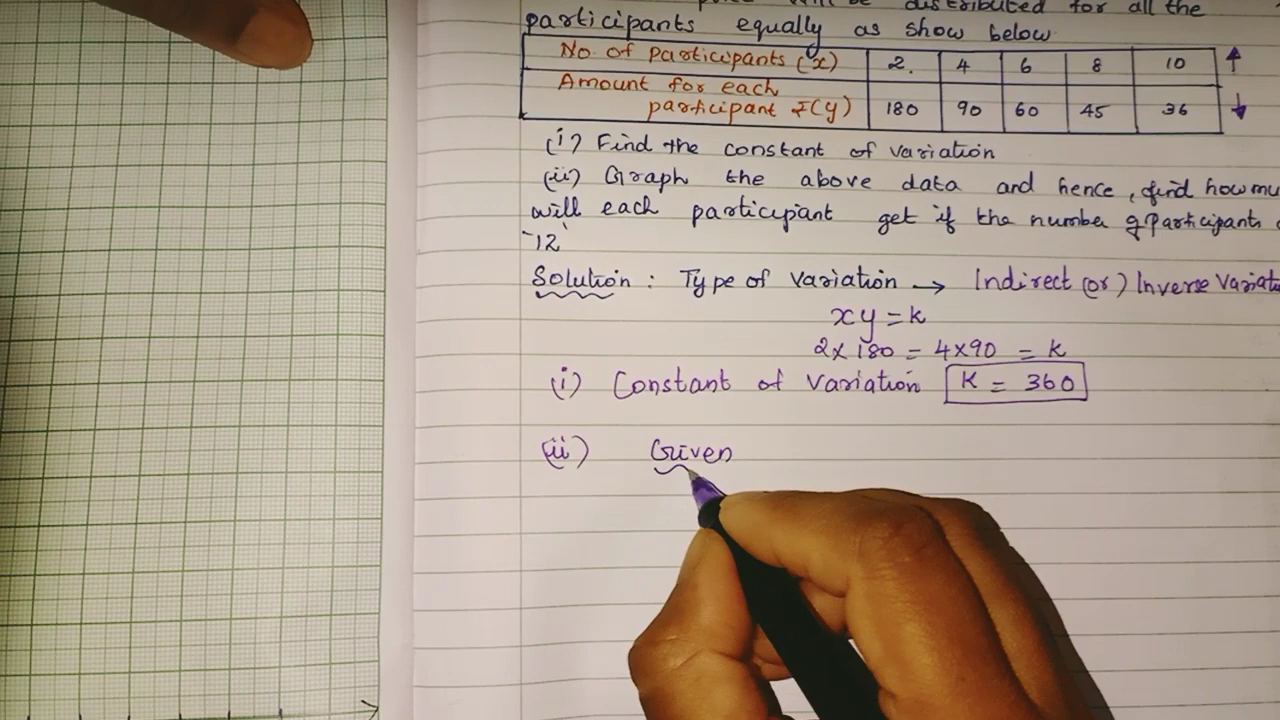 be distributed for all the
participants equally as show below
No. of participants (x) 2. 4 6 8 10
Amount for each
participant ₹(y) 180 90 60 45 36
(i) Find the constant of variation
(ii) Graph the above data and hence, find how mu
will each participant get if the number of participants
12
Solution : Type of variation → Indirect (or) Inverse Variat
xy = k
2×180 = 4×90 = k
(i) Constant of variation K = 360
(ii) Given